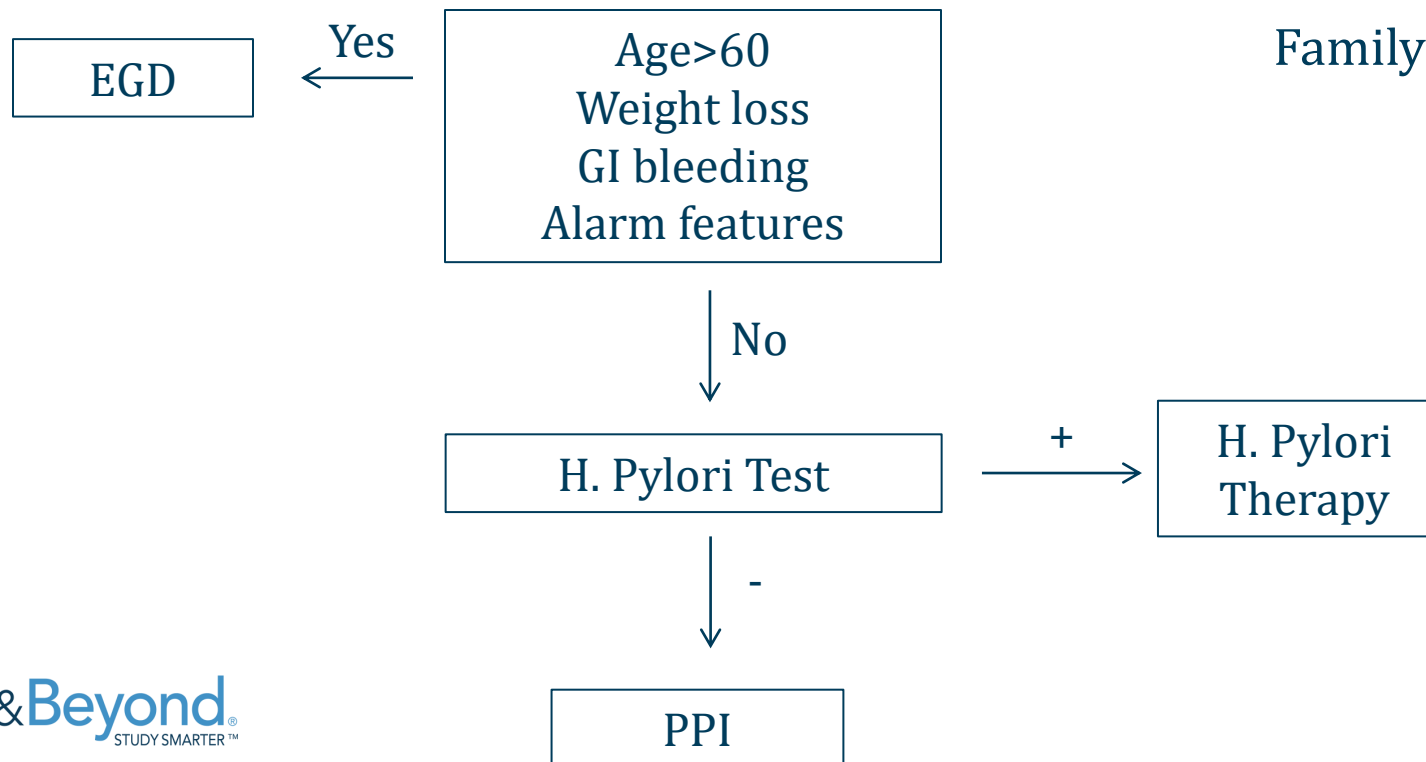 Yes
EGD
Age>60
Weight loss
GI bleeding
Alarm features
Family
No
H. Pylori Test
+
H. Pylori
Therapy
-
PPI
&Beyond®
STUDY SMARTER™